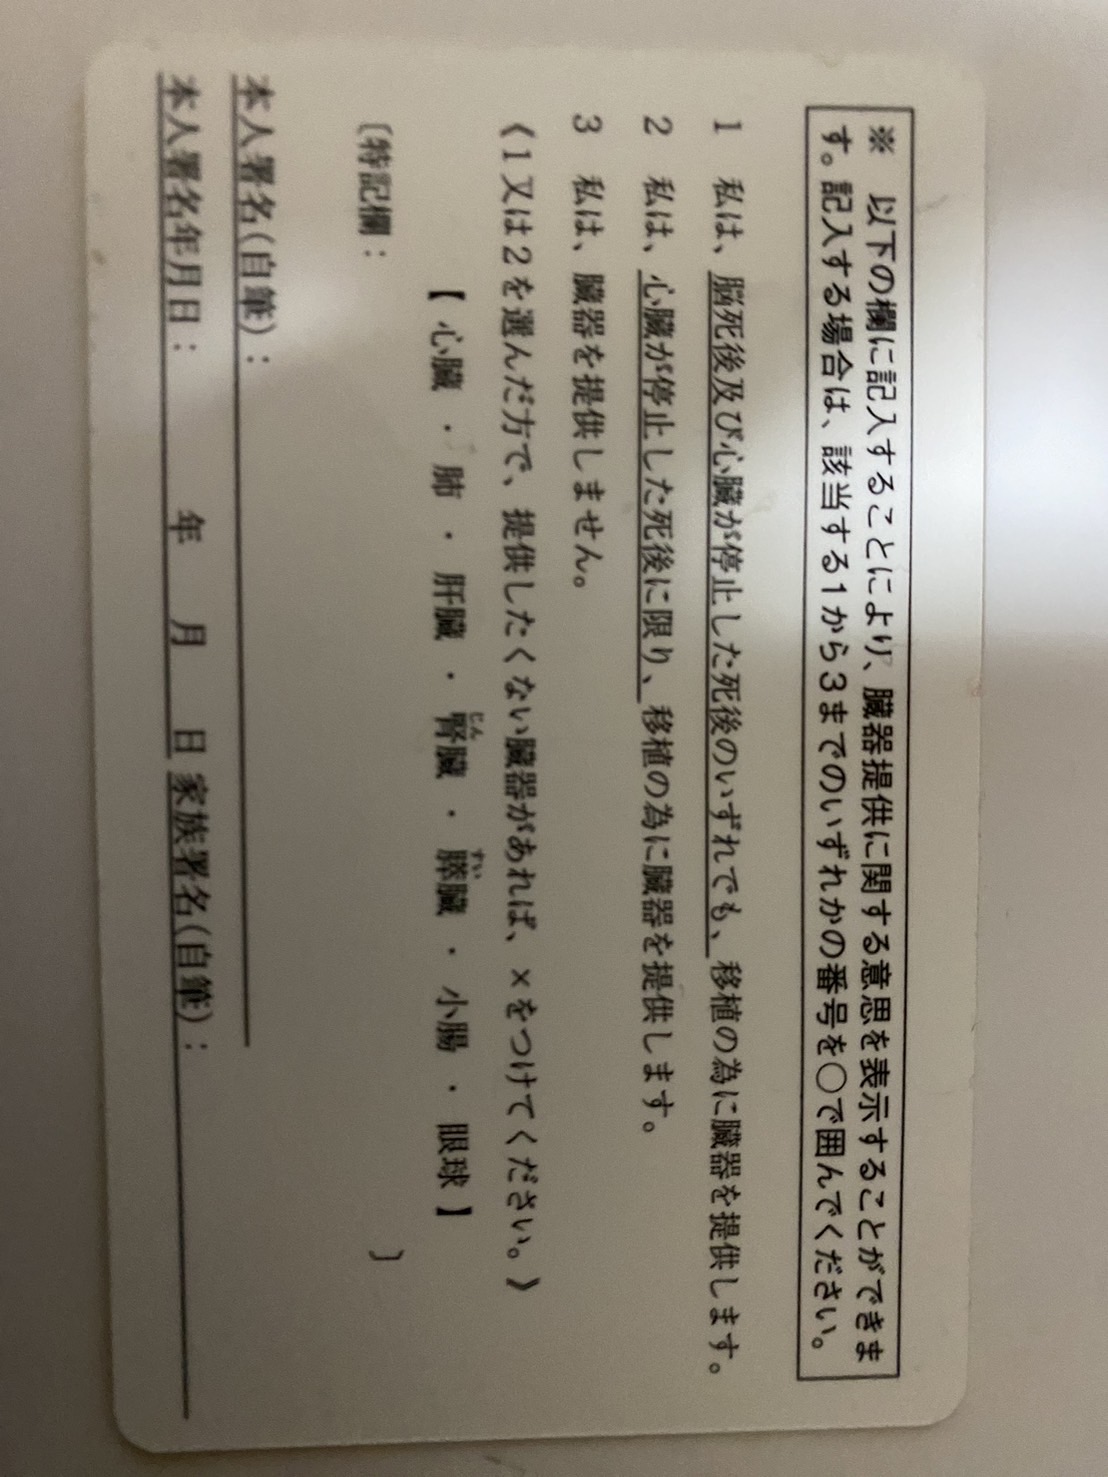 ※　以下の欄に記入することにより、臓器提供に関する意思を表示することができま
す。記入する場合は、該当する1から3までのいずれかの番号を〇で囲んでください。
1　私は、脳死後及び心臓が停止した死後のいずれでも、移植の為に臓器を提供します。
2　私は、心臓が停止した死後に限り、移植の為に臓器を提供します。
3　私は、臓器を提供しません。
《1又は2を選んだ方で、提供したくない臓器があれば、×をつけてください。》
【 心臓 ・ 肺 ・ 肝臓 ・ 腎臓(じん) ・ 膵臓(すい) ・ 小腸 ・ 眼球 】
〔特記欄：　　　　　〕
本人署名(自筆)：
本人署名年月日：　　年　月　日 家族署名(自筆)：